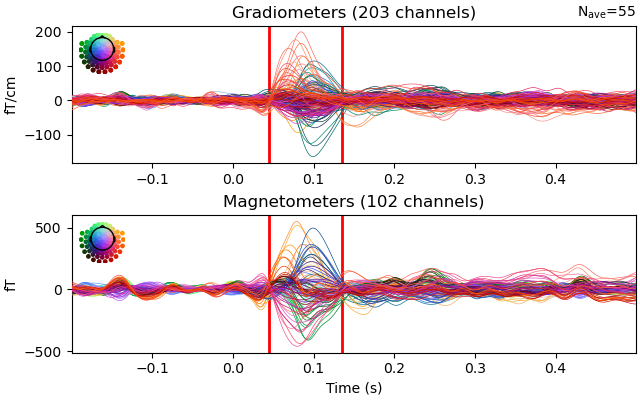 Gradiometers (203 channels)
Nave=55
fT/cm
200
100
0
−100
−0.1 0.0 0.1 0.2 0.3 0.4
Magnetometers (102 channels)
fT
500
0
−500
−0.1 0.0 0.1 0.2 0.3 0.4
Time (s)